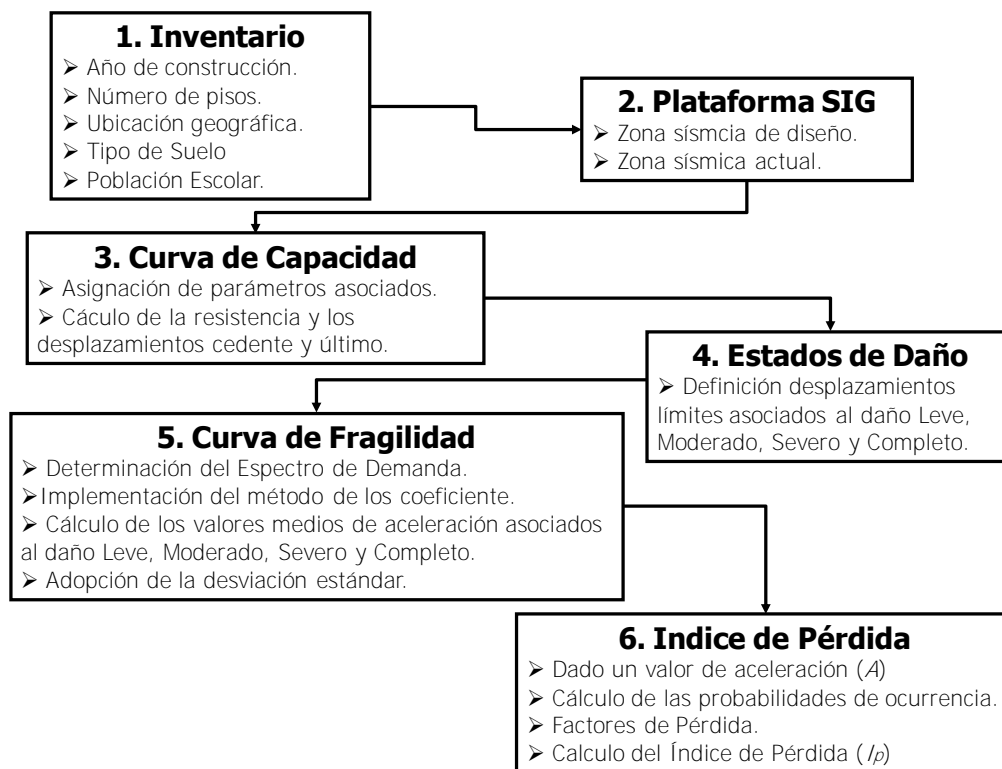 1. Inventario
➢ Año de construcción.
➢ Número de pisos.
➢ Ubicación geográfica.
➢ Tipo de Suelo
➢ Población Escolar.
2. Plataforma SIG
➢ Zona sísmcia de diseño.
➢ Zona sísmica actual.
3. Curva de Capacidad
➢ Asignación de parámetros asociados.
➢ Cáculo de la resistencia y los
desplazamientos cedente y último.
4. Estados de Daño
➢ Definición desplazamientos
límites asociados al daño Leve,
Moderado, Severo y Completo.
5. Curva de Fragilidad
➢ Determinación del Espectro de Demanda.
➢Implementación del método de los coeficiente.
➢ Cálculo de los valores medios de aceleración asociados
al daño Leve, Moderado, Severo y Completo.
➢ Adopción de la desviación estándar.
6. Indice de Pérdida
➢ Dado un valor de aceleración (A)
➢ Cálculo de las probabilidades de ocurrencia.
➢ Factores de Pérdida.
➢ Calculo del Índice de Pérdida (Ip)